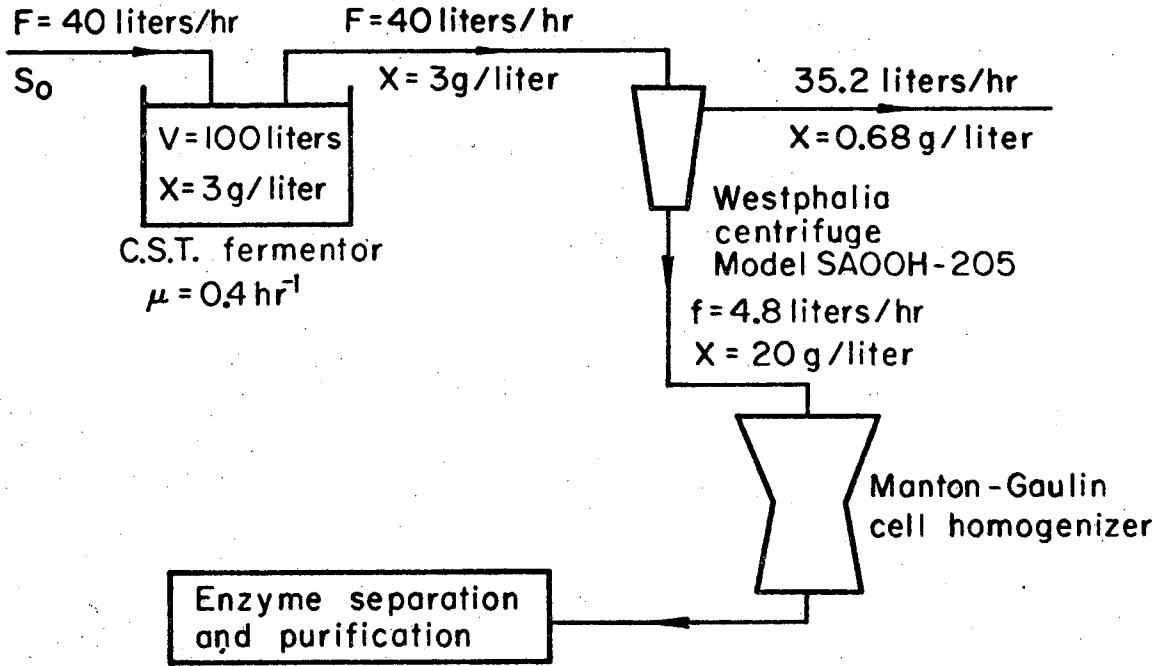 F=40 liters/hr
S₀
V=100 liters
X=3g/liter
C.S.T. fermentor
μ=0.4 hr⁻¹
F=40 liters/hr
X=3g/liter
35.2 liters/hr
X=0.68 g/liter
Westphalia
centrifuge
Model SAOOH-205
f=4.8 liters/hr
X=20 g/liter
Manton-Gaulin
cell homogenizer
Enzyme separation
and purification